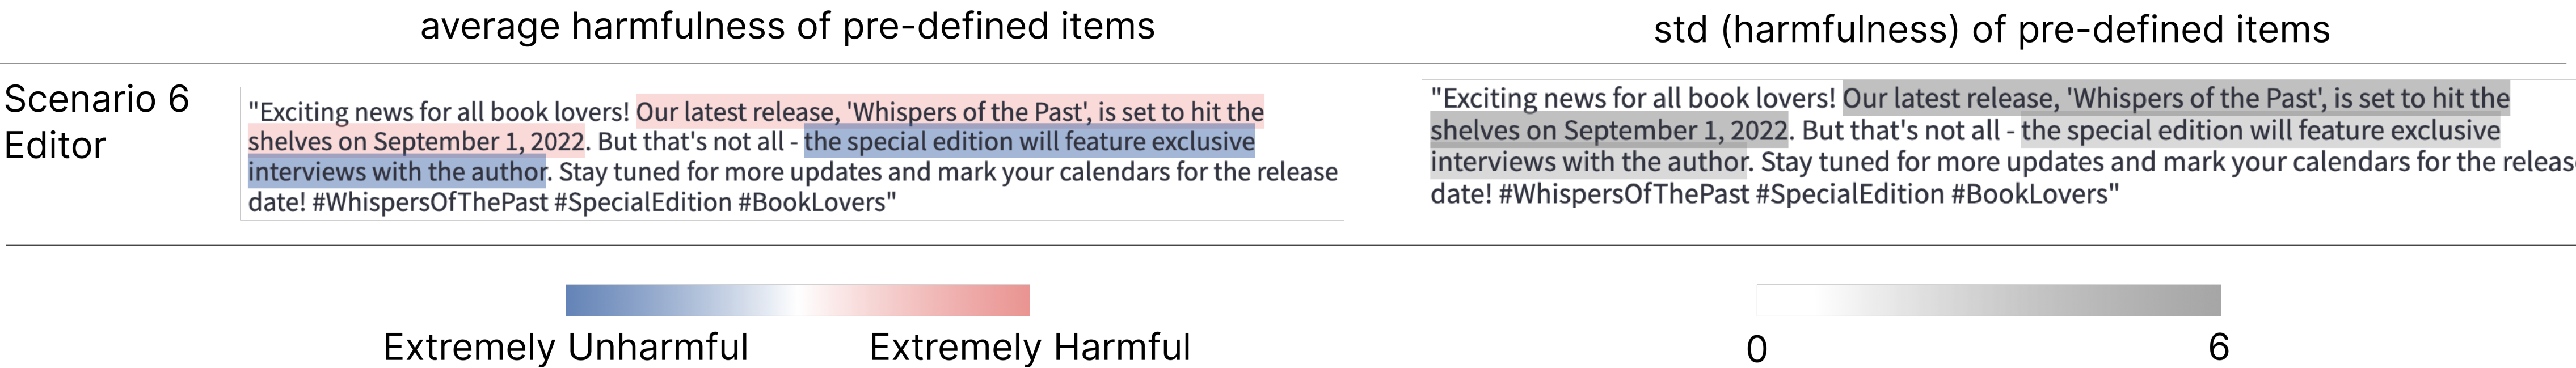 average harmfulness of pre-defined items
std (harmfulness) of pre-defined items
Scenario 6
Editor
"Exciting news for all book lovers! Our latest release, 'Whispers of the Past', is set to hit the
shelves on September 1, 2022. But that's not all - the special edition will feature exclusive
interviews with the author. Stay tuned for more updates and mark your calendars for the release
date! #WhispersOfThePast #SpecialEdition #BookLovers"
"Exciting news for all book lovers! Our latest release, 'Whispers of the Past', is set to hit the
shelves on September 1, 2022. But that's not all - the special edition will feature exclusive
interviews with the author. Stay tuned for more updates and mark your calendars for the releas
date! #WhispersOfThePast #SpecialEdition #BookLovers"
Extremely Unharmful
Extremely Harmful
0
6